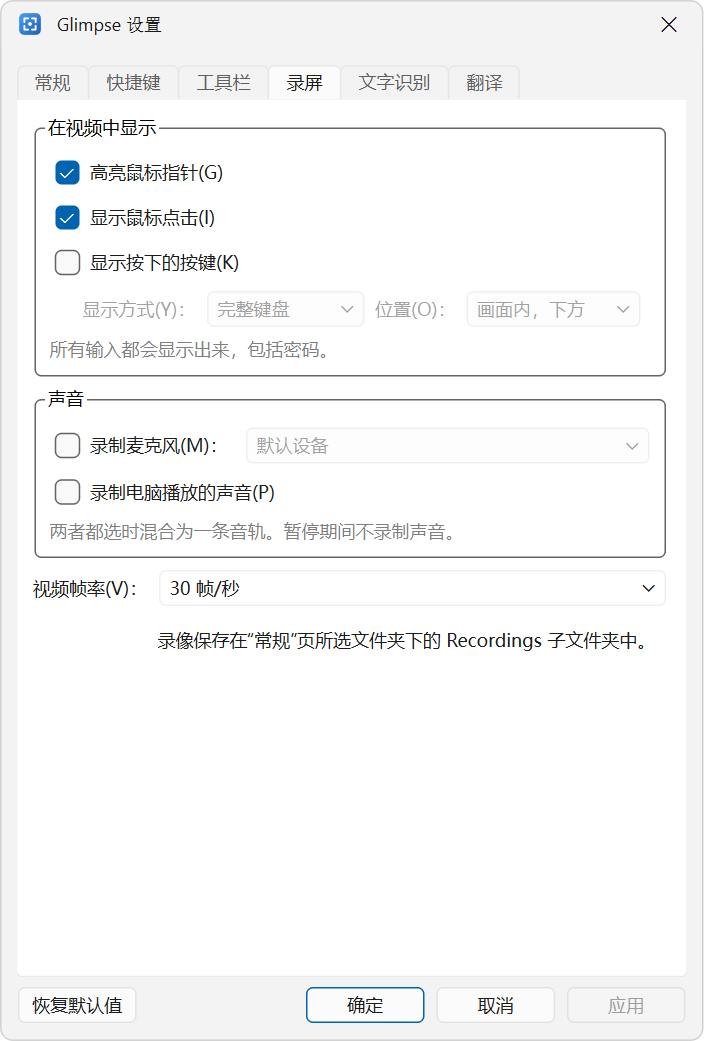 Glimpse 设置
常规 快捷键 工具栏 录屏 文字识别 翻译
在视频中显示
高亮鼠标指针(G)
显示鼠标点击(I)
显示按下的按键(K)
显示方式(Y)： 完整键盘 位置(O)： 画面内，下方
所有输入都会显示出来，包括密码。
声音
录制麦克风(M)： 默认设备
录制电脑播放的声音(P)
两者都选时混合为一条音轨。暂停期间不录制声音。
视频帧率(V)： 30 帧/秒
录像保存在“常规”页所选文件夹下的 Recordings 子文件夹中。
恢复默认值 确定 取消 应用